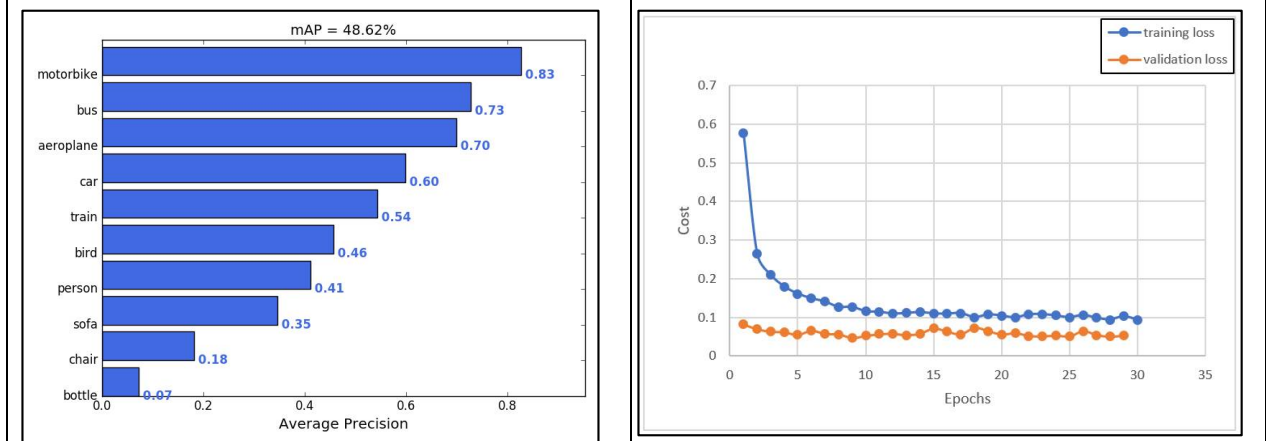 mAP = 48.62%
motorbike 0.83
bus 0.73
aeroplane 0.70
car 0.60
train 0.54
bird 0.46
person 0.41
sofa 0.35
chair 0.18
bottle 0.07
0.0 0.2 0.4 0.6 0.8
Average Precision
training loss
validation loss
0.7
0.6
0.5
0.4
0.3
0.2
0.1
0
Cost
0 5 10 15 20 25 30 35
Epochs